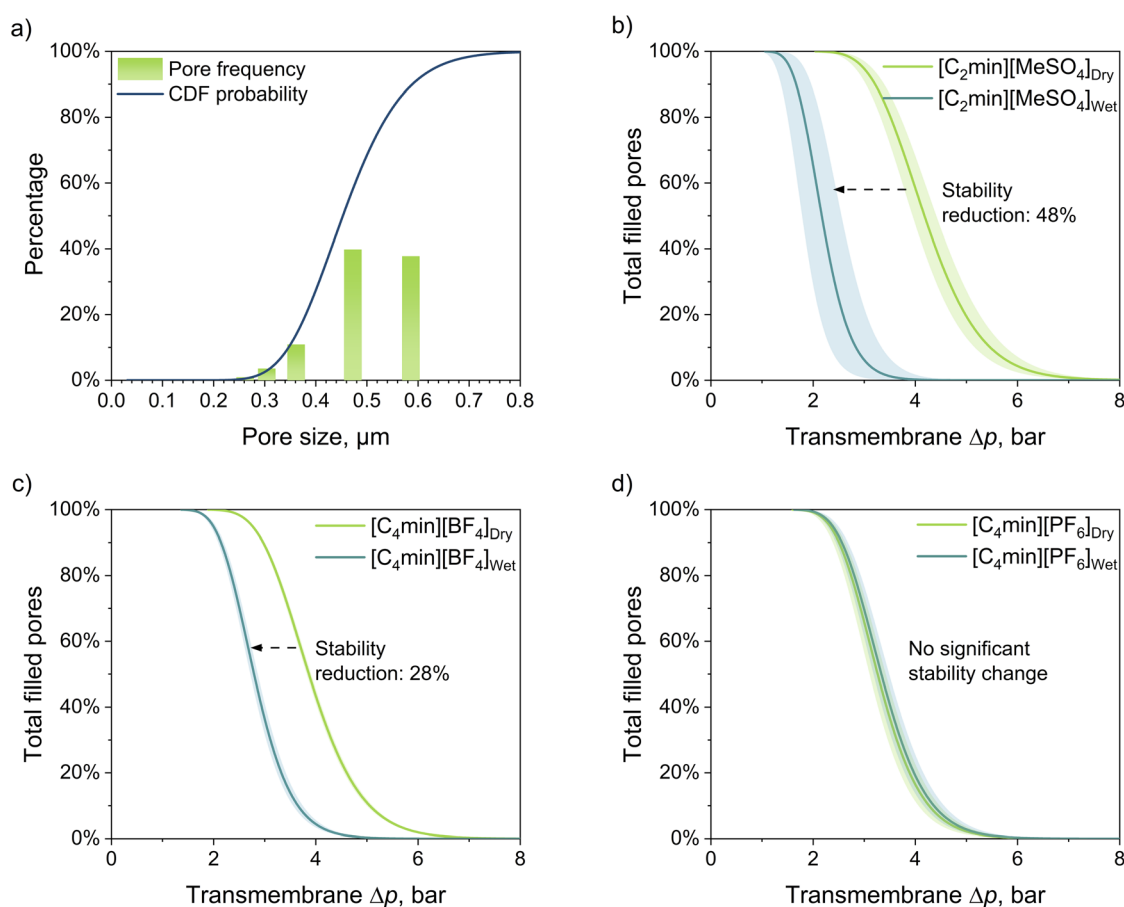 a)
100%
80%
60%
40%
20%
0%
Percentage
Pore frequency
CDF probability
0.0 0.1 0.2 0.3 0.4 0.5 0.6 0.7 0.8
Pore size, µm
b)
100%
80%
60%
40%
20%
0%
Total filled pores
[C₂min][MeSO₄]Dry
[C₂min][MeSO₄]Wet
Stability
reduction: 48%
0 2 4 6 8
Transmembrane Δp, bar
c)
100%
80%
60%
40%
20%
0%
Total filled pores
[C₄min][BF₄]Dry
[C₄min][BF₄]Wet
Stability
reduction: 28%
0 2 4 6 8
Transmembrane Δp, bar
d)
100%
80%
60%
40%
20%
0%
Total filled pores
[C₄min][PF₆]Dry
[C₄min][PF₆]Wet
No significant
stability change
0 2 4 6 8
Transmembrane Δp, bar